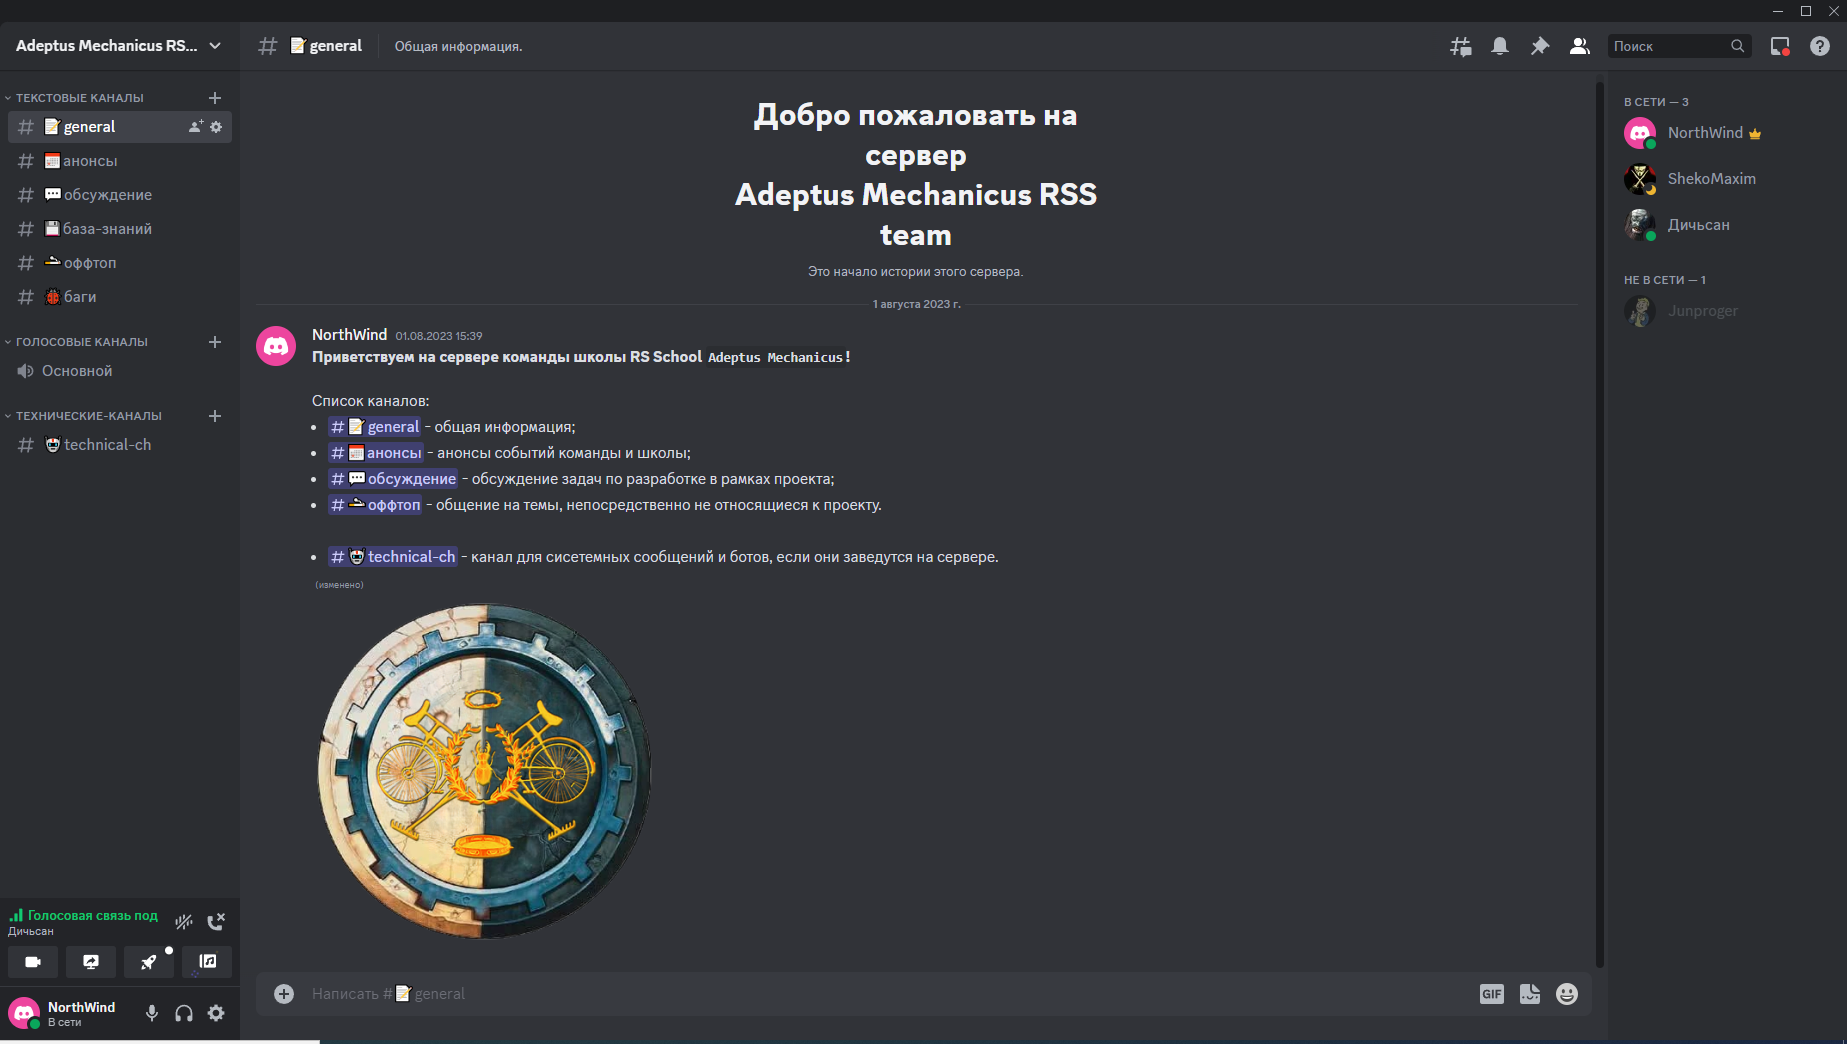 Adeptus Mechanicus RS...
ТЕКСТОВЫЕ КАНАЛЫ
general
анонсы
обсуждение
база-знаний
оффтоп
баги
ГОЛОСОВЫЕ КАНАЛЫ
Основной
ТЕХНИЧЕСКИЕ-КАНАЛЫ
technical-ch
Голосовая связь под
Дичьсан
NorthWind
В сети
general
Общая информация.
Поиск
Добро пожаловать на
сервер
Adeptus Mechanicus RSS
team
Это начало истории этого сервера.
1 августа 2023 г.
NorthWind 01.08.2023 15:39
Приветствуем на сервере команды школы RS School Adeptus Mechanicus!
Список каналов:
• # general - общая информация;
• # анонсы - анонсы событий команды и школы;
• # обсуждение - обсуждение задач по разработке в рамках проекта;
• # оффтоп - общение на темы, непосредственно не относящиеся к проекту.
• # technical-ch - канал для сисетемных сообщений и ботов, если они заведутся на сервере.
(изменено)
Написать # general
GIF
В СЕТИ — 3
NorthWind
ShekoMaxim
Дичьсан
НЕ В СЕТИ — 1
Junproger